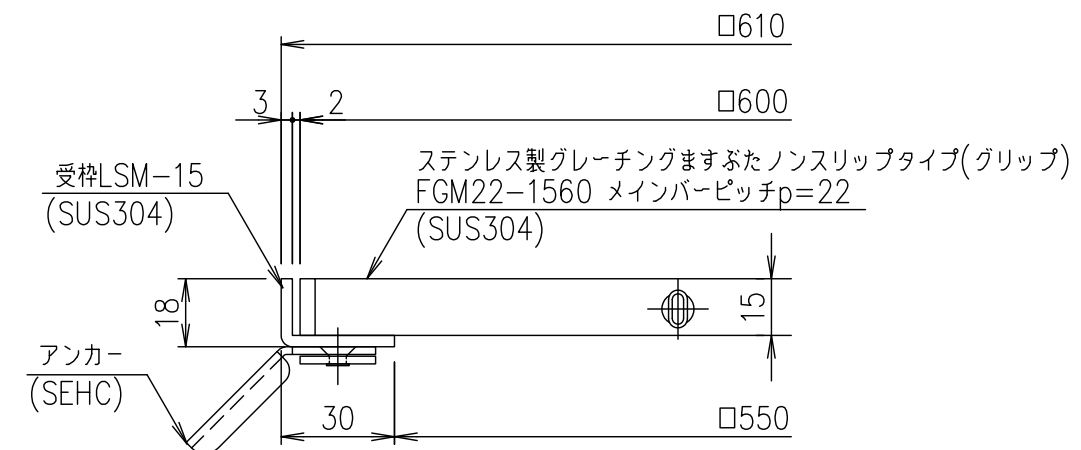 □610
3
2
□600
ステンレス製グレーチングますぶたノンスリップタイプ(グリップ)
受枠LSM-15
FGM22-1560 メインバーピッチp=22
(SUS304)
(SUS304)
18
15
アンカー
(SEHC)
30
□550